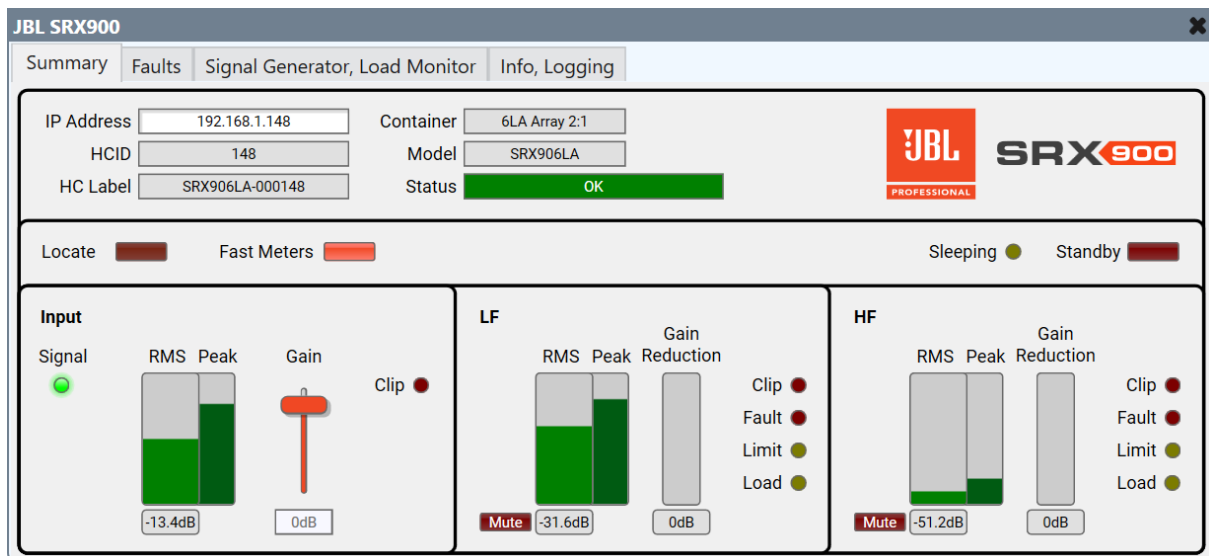 JBL SRX900
Summary Faults Signal Generator, Load Monitor Info, Logging
IP Address 192.168.1.148 Container 6LA Array 2:1
HCID 148 Model SRX906LA
HC Label SRX906LA-000148 Status OK
JBL
PROFESSIONAL
SRX 900
Locate Fast Meters Sleeping Standby
Input
Signal RMS Peak Gain Clip
-13.4dB 0dB
LF
RMS Peak Gain Reduction
Clip
Fault
Limit
Load
Mute -31.6dB 0dB
HF
RMS Peak Gain Reduction
Clip
Fault
Limit
Load
Mute -51.2dB 0dB